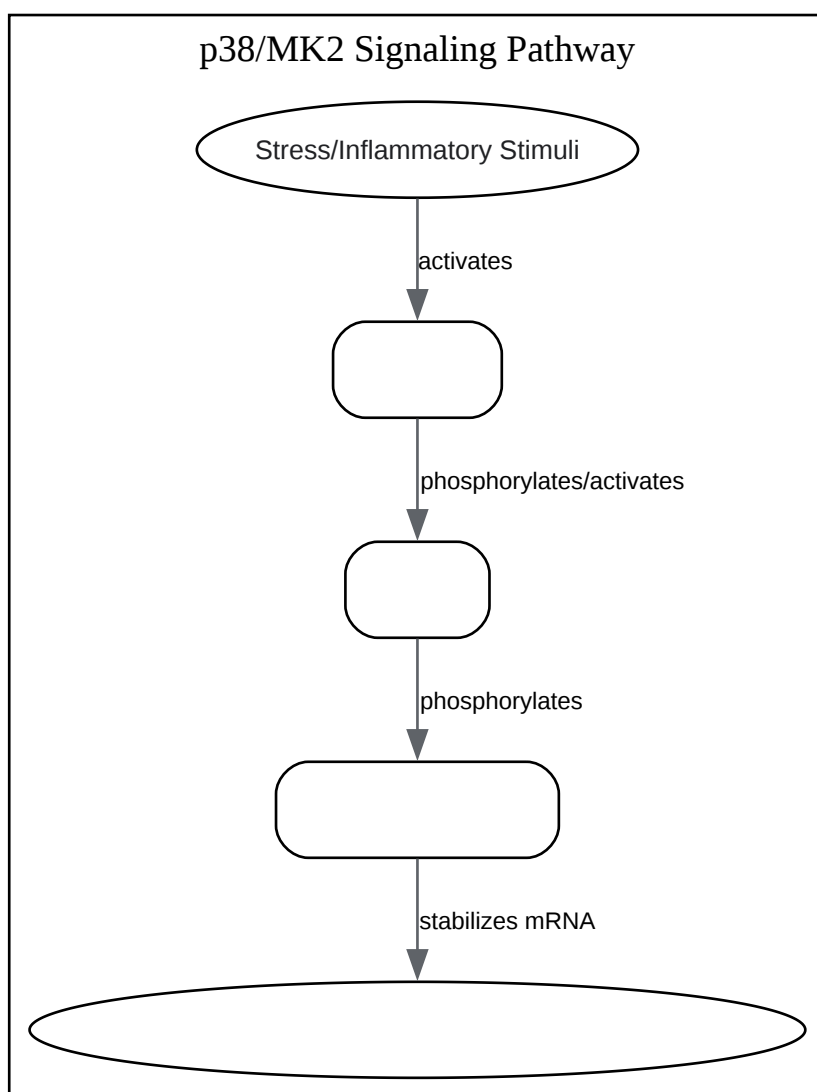 p38/MK2 Signaling Pathway
Stress/Inflammatory Stimuli
activates
phosphorylates/activates
phosphorylates
stabilizes mRNA